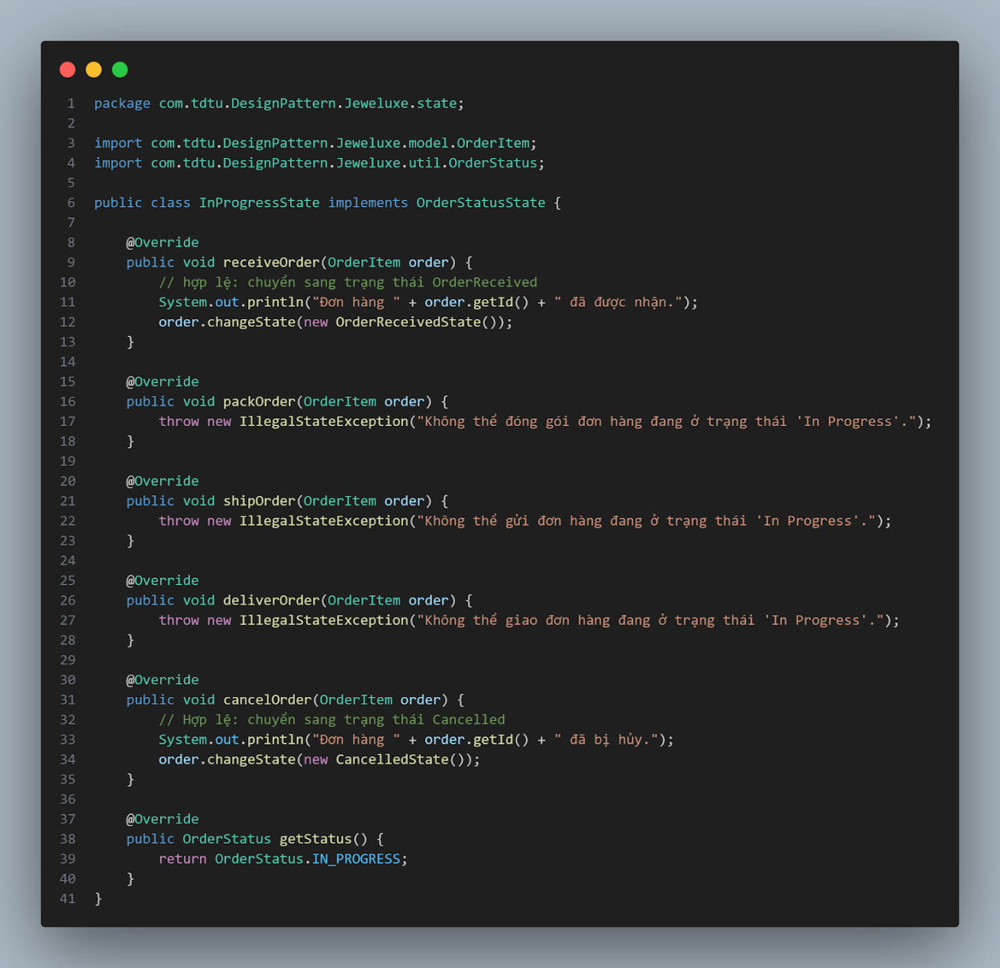 1 package com.tdtu.DesignPattern.Jeweluxe.state;
2
3 import com.tdtu.DesignPattern.Jeweluxe.model.OrderItem;
4 import com.tdtu.DesignPattern.Jeweluxe.util.OrderStatus;
5
6 public class InProgressState implements OrderStatusState {
7
8     @Override
9     public void receiveOrder(OrderItem order) {
10         // hợp lệ: chuyển sang trạng thái OrderReceived
11         System.out.println("Đơn hàng " + order.getId() + " đã được nhận.");
12         order.changeState(new OrderReceivedState());
13     }
14
15     @Override
16     public void packOrder(OrderItem order) {
17         throw new IllegalStateException("Không thể đóng gói đơn hàng đang ở trạng thái 'In Progress'.");
18     }
19
20     @Override
21     public void shipOrder(OrderItem order) {
22         throw new IllegalStateException("Không thể gửi đơn hàng đang ở trạng thái 'In Progress'.");
23     }
24
25     @Override
26     public void deliverOrder(OrderItem order) {
27         throw new IllegalStateException("Không thể giao đơn hàng đang ở trạng thái 'In Progress'.");
28     }
29
30     @Override
31     public void cancelOrder(OrderItem order) {
32         // Hợp lệ: chuyển sang trạng thái Cancelled
33         System.out.println("Đơn hàng " + order.getId() + " đã bị hủy.");
34         order.changeState(new CancelledState());
35     }
36
37     @Override
38     public OrderStatus getStatus() {
39         return OrderStatus.IN_PROGRESS;
40     }
41 }